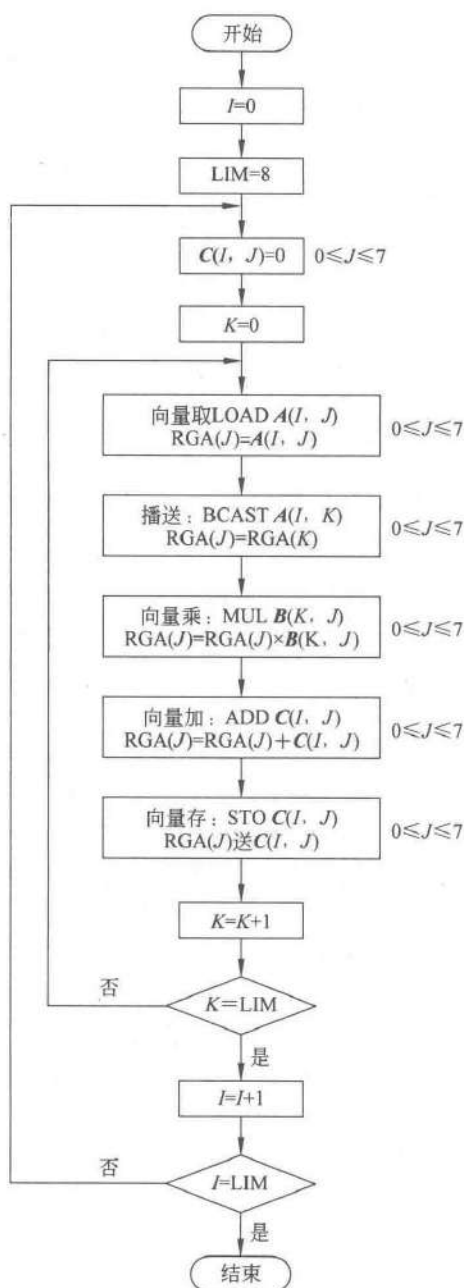 开始
I=0
LIM=8
C(I, J)=0 0≤J≤7
K=0
向量取LOAD A(I, J)
RGA(J)=A(I, J)
0≤J≤7
播送：BCAST A(I, K)
RGA(J)=RGA(K)
0≤J≤7
向量乘：MUL B(K, J)
RGA(J)=RGA(J)×B(K, J)
0≤J≤7
向量加：ADD C(I, J)
RGA(J)=RGA(J)+C(I, J)
0≤J≤7
向量存：STO C(I, J)
RGA(J)送C(I, J)
0≤J≤7
K=K+1
否
K=LIM
是
I=I+1
否
I=LIM
是
结束